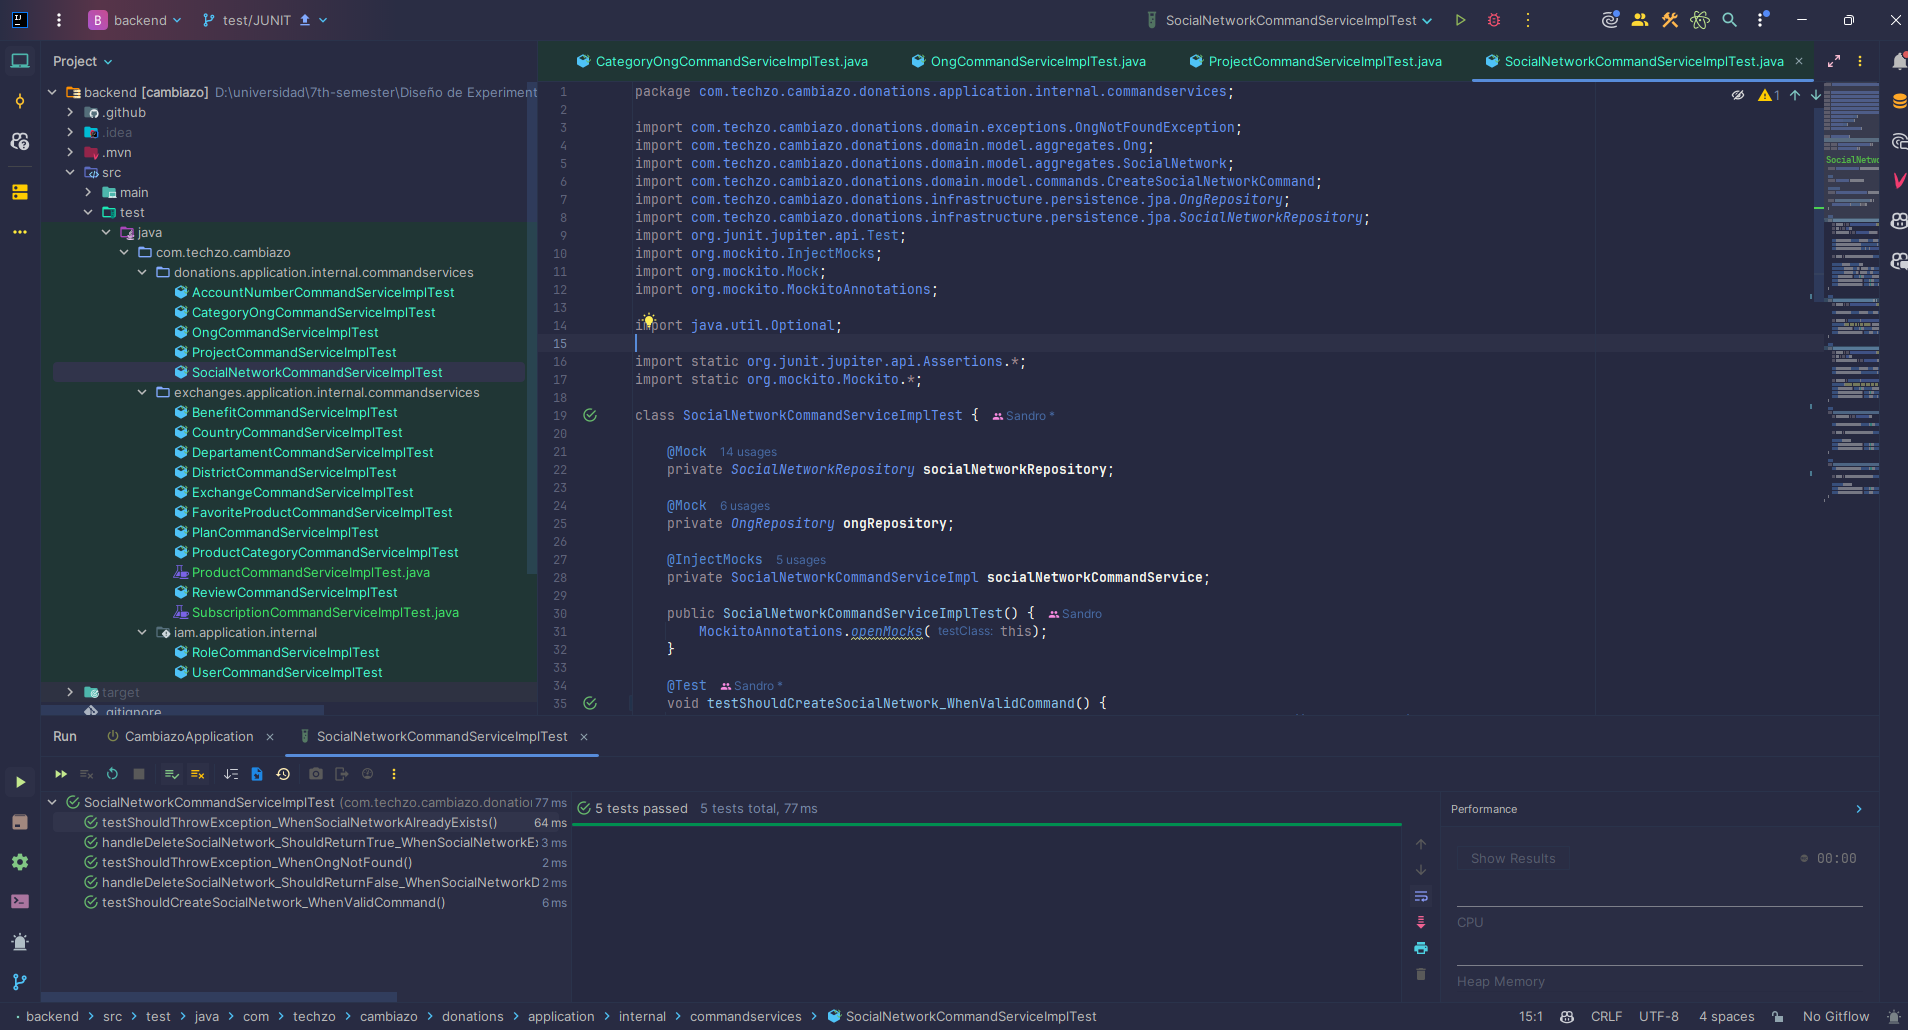 B backend test/JUNIT SocialNetworkCommandServiceImplTest
Project
backend [cambiazo] D:\universidad\7th-semester\Diseño de Experiment
.github
.idea
.mvn
src
main
test
java
com.techzo.cambiazo
donations.application.internal.commandservices
AccountNumberCommandServiceImplTest
CategoryOngCommandServiceImplTest
OngCommandServiceImplTest
ProjectCommandServiceImplTest
SocialNetworkCommandServiceImplTest
exchanges.application.internal.commandservices
BenefitCommandServiceImplTest
CountryCommandServiceImplTest
DepartamentCommandServiceImplTest
DistrictCommandServiceImplTest
ExchangeCommandServiceImplTest
FavoriteProductCommandServiceImplTest
PlanCommandServiceImplTest
ProductCategoryCommandServiceImplTest
ProductCommandServiceImplTest.java
ReviewCommandServiceImplTest
SubscriptionCommandServiceImplTest.java
iam.application.internal
RoleCommandServiceImplTest
UserCommandServiceImplTest
target
.gitignore
CategoryOngCommandServiceImplTest.java OngCommandServiceImplTest.java ProjectCommandServiceImplTest.java SocialNetworkCommandServiceImplTest.java
1 package com.techzo.cambiazo.donations.application.internal.commandservices;
2
3 import com.techzo.cambiazo.donations.domain.exceptions.OngNotFoundException;
4 import com.techzo.cambiazo.donations.domain.model.aggregates.Ong;
5 import com.techzo.cambiazo.donations.domain.model.aggregates.SocialNetwork;
6 import com.techzo.cambiazo.donations.domain.model.commands.CreateSocialNetworkCommand;
7 import com.techzo.cambiazo.donations.infrastructure.persistence.jpa.OngRepository;
8 import com.techzo.cambiazo.donations.infrastructure.persistence.jpa.SocialNetworkRepository;
9 import org.junit.jupiter.api.Test;
10 import org.mockito.InjectMocks;
11 import org.mockito.Mock;
12 import org.mockito.MockitoAnnotations;
13
14 import java.util.Optional;
15
16 import static org.junit.jupiter.api.Assertions.*;
17 import static org.mockito.Mockito.*;
18
19 class SocialNetworkCommandServiceImplTest { Sandro *
20
21 @Mock 14 usages
22 private SocialNetworkRepository socialNetworkRepository;
23
24 @Mock 6 usages
25 private OngRepository ongRepository;
26
27 @InjectMocks 5 usages
28 private SocialNetworkCommandServiceImpl socialNetworkCommandService;
29
30 public SocialNetworkCommandServiceImplTest() { Sandro
31 MockitoAnnotations.openMocks( testClass: this);
32 }
33
34 @Test Sandro *
35 void testShouldCreateSocialNetwork_WhenValidCommand() {
1
SocialNetwo
Run CambiazoApplication SocialNetworkCommandServiceImplTest
SocialNetworkCommandServiceImplTest (com.techzo.cambiazo.donation 77 ms
testShouldThrowException_WhenSocialNetworkAlreadyExists() 64 ms
handleDeleteSocialNetwork_ShouldReturnTrue_WhenSocialNetworkEx 3 ms
testShouldThrowException_WhenOngNotFound() 2 ms
handleDeleteSocialNetwork_ShouldReturnFalse_WhenSocialNetworkD 2 ms
testShouldCreateSocialNetwork_WhenValidCommand() 6 ms
5 tests passed 5 tests total, 77 ms
Performance
Show Results 00:00
CPU
Heap Memory
backend src test java com techzo cambiazo donations application internal commandservices SocialNetworkCommandServiceImplTest 15:1 CRLF UTF-8 4 spaces No Gitflow